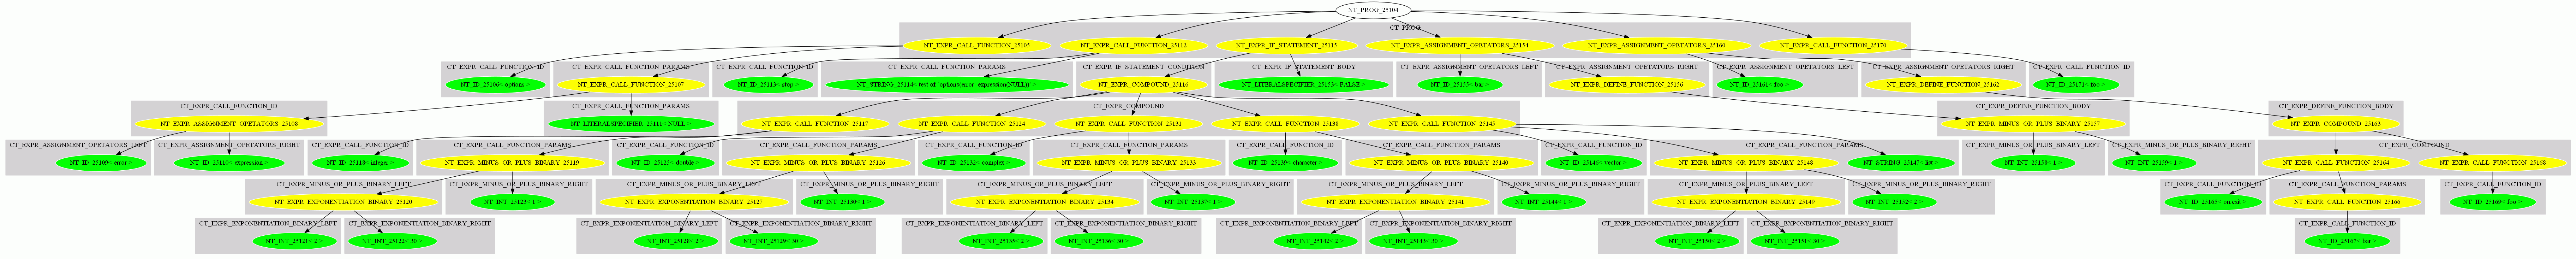 NT_PROG_25104
CT_PROG
NT_EXPR_CALL_FUNCTION_25105
NT_EXPR_CALL_FUNCTION_25112
NT_EXPR_IF_STATEMENT_25115
NT_EXPR_ASSIGNMENT_OPETATORS_25154
NT_EXPR_ASSIGNMENT_OPETATORS_25160
NT_EXPR_CALL_FUNCTION_25170
CT_EXPR_CALL_FUNCTION_ID
CT_EXPR_CALL_FUNCTION_PARAMS
CT_EXPR_CALL_FUNCTION_ID
CT_EXPR_CALL_FUNCTION_PARAMS
CT_EXPR_IF_STATEMENT_CONDITION
CT_EXPR_IF_STATEMENT_BODY
CT_EXPR_ASSIGNMENT_OPETATORS_LEFT
CT_EXPR_ASSIGNMENT_OPETATORS_RIGHT
CT_EXPR_ASSIGNMENT_OPETATORS_LEFT
CT_EXPR_ASSIGNMENT_OPETATORS_RIGHT
CT_EXPR_CALL_FUNCTION_ID
NT_ID_25106< options >
NT_EXPR_CALL_FUNCTION_25107
NT_ID_25113< stop >
NT_STRING_25114< test of `options(error=expression(NULL))' >
NT_EXPR_COMPOUND_25116
NT_LITERALSPECIFIER_25153< FALSE >
NT_ID_25155< bar >
NT_EXPR_DEFINE_FUNCTION_25156
NT_ID_25161< foo >
NT_EXPR_DEFINE_FUNCTION_25162
NT_ID_25171< foo >
CT_EXPR_CALL_FUNCTION_ID
CT_EXPR_CALL_FUNCTION_PARAMS
CT_EXPR_COMPOUND
CT_EXPR_DEFINE_FUNCTION_BODY
CT_EXPR_DEFINE_FUNCTION_BODY
NT_EXPR_ASSIGNMENT_OPETATORS_25108
NT_LITERALSPECIFIER_25111< NULL >
NT_EXPR_CALL_FUNCTION_25117
NT_EXPR_CALL_FUNCTION_25124
NT_EXPR_CALL_FUNCTION_25131
NT_EXPR_CALL_FUNCTION_25138
NT_EXPR_CALL_FUNCTION_25145
NT_EXPR_MINUS_OR_PLUS_BINARY_25157
NT_EXPR_COMPOUND_25163
CT_EXPR_ASSIGNMENT_OPETATORS_LEFT
CT_EXPR_ASSIGNMENT_OPETATORS_RIGHT
CT_EXPR_CALL_FUNCTION_ID
CT_EXPR_CALL_FUNCTION_PARAMS
CT_EXPR_CALL_FUNCTION_ID
CT_EXPR_CALL_FUNCTION_PARAMS
CT_EXPR_CALL_FUNCTION_ID
CT_EXPR_CALL_FUNCTION_PARAMS
CT_EXPR_CALL_FUNCTION_ID
CT_EXPR_CALL_FUNCTION_PARAMS
CT_EXPR_CALL_FUNCTION_ID
CT_EXPR_CALL_FUNCTION_PARAMS
CT_EXPR_MINUS_OR_PLUS_BINARY_LEFT
CT_EXPR_MINUS_OR_PLUS_BINARY_RIGHT
CT_EXPR_COMPOUND
NT_ID_25109< error >
NT_ID_25110< expression >
NT_ID_25118< integer >
NT_EXPR_MINUS_OR_PLUS_BINARY_25119
NT_ID_25125< double >
NT_EXPR_MINUS_OR_PLUS_BINARY_25126
NT_ID_25132< complex >
NT_EXPR_MINUS_OR_PLUS_BINARY_25133
NT_ID_25139< character >
NT_EXPR_MINUS_OR_PLUS_BINARY_25140
NT_ID_25146< vector >
NT_EXPR_MINUS_OR_PLUS_BINARY_25148
NT_STRING_25147< list >
NT_INT_25158< 1 >
NT_INT_25159< 1 >
NT_EXPR_CALL_FUNCTION_25164
NT_EXPR_CALL_FUNCTION_25168
CT_EXPR_MINUS_OR_PLUS_BINARY_LEFT
CT_EXPR_MINUS_OR_PLUS_BINARY_RIGHT
CT_EXPR_MINUS_OR_PLUS_BINARY_LEFT
CT_EXPR_MINUS_OR_PLUS_BINARY_RIGHT
CT_EXPR_MINUS_OR_PLUS_BINARY_LEFT
CT_EXPR_MINUS_OR_PLUS_BINARY_RIGHT
CT_EXPR_MINUS_OR_PLUS_BINARY_LEFT
CT_EXPR_MINUS_OR_PLUS_BINARY_RIGHT
CT_EXPR_MINUS_OR_PLUS_BINARY_LEFT
CT_EXPR_MINUS_OR_PLUS_BINARY_RIGHT
CT_EXPR_CALL_FUNCTION_ID
CT_EXPR_CALL_FUNCTION_PARAMS
CT_EXPR_CALL_FUNCTION_ID
NT_EXPR_EXPONENTIATION_BINARY_25120
NT_INT_25123< 1 >
NT_EXPR_EXPONENTIATION_BINARY_25127
NT_INT_25130< 1 >
NT_EXPR_EXPONENTIATION_BINARY_25134
NT_INT_25137< 1 >
NT_EXPR_EXPONENTIATION_BINARY_25141
NT_INT_25144< 1 >
NT_EXPR_EXPONENTIATION_BINARY_25149
NT_INT_25152< 2 >
NT_ID_25165< on.exit >
NT_EXPR_CALL_FUNCTION_25166
NT_ID_25169< foo >
CT_EXPR_EXPONENTIATION_BINARY_LEFT
CT_EXPR_EXPONENTIATION_BINARY_RIGHT
CT_EXPR_EXPONENTIATION_BINARY_LEFT
CT_EXPR_EXPONENTIATION_BINARY_RIGHT
CT_EXPR_EXPONENTIATION_BINARY_LEFT
CT_EXPR_EXPONENTIATION_BINARY_RIGHT
CT_EXPR_EXPONENTIATION_BINARY_LEFT
CT_EXPR_EXPONENTIATION_BINARY_RIGHT
CT_EXPR_EXPONENTIATION_BINARY_LEFT
CT_EXPR_EXPONENTIATION_BINARY_RIGHT
CT_EXPR_CALL_FUNCTION_ID
NT_INT_25121< 2 >
NT_INT_25122< 30 >
NT_INT_25128< 2 >
NT_INT_25129< 30 >
NT_INT_25135< 2 >
NT_INT_25136< 30 >
NT_INT_25142< 2 >
NT_INT_25143< 30 >
NT_INT_25150< 2 >
NT_INT_25151< 30 >
NT_ID_25167< bar >